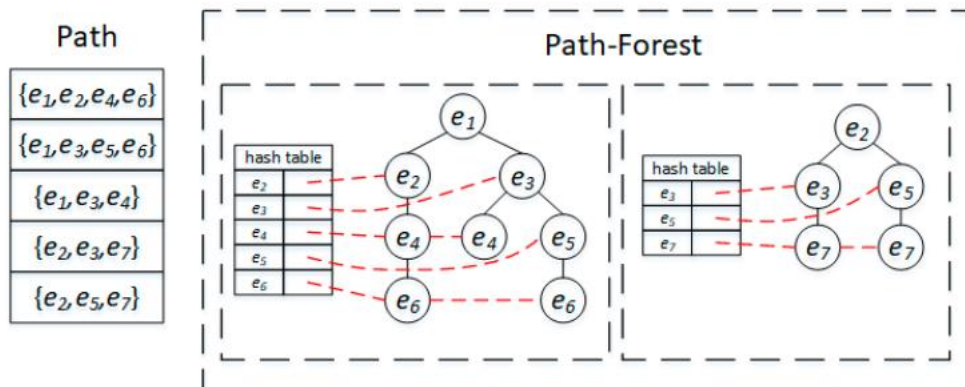 Path
{e1,e2,e4,e6}
{e1,e3,e5,e6}
{e1,e3,e4}
{e2,e3,e7}
{e2,e5,e7}
Path-Forest
hash table
e2
e3
e4
e5
e6
e1
e2
e3
e4
e4
e5
e6
e6
hash table
e3
e5
e7
e2
e3
e5
e7
e7